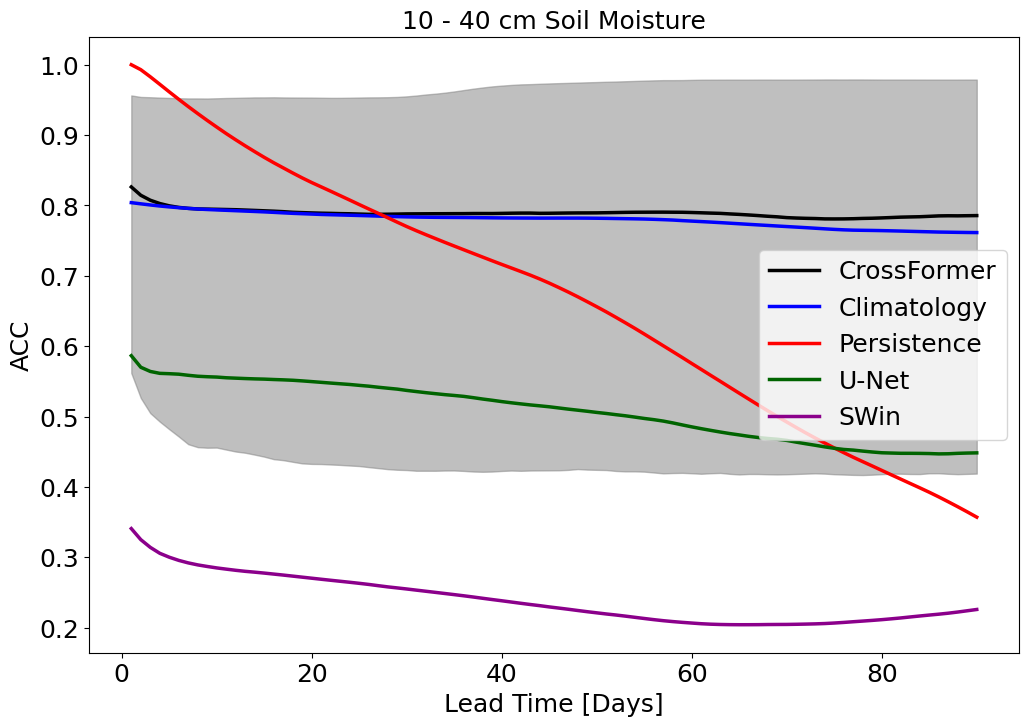 10 - 40 cm Soil Moisture
1.0
0.9
0.8
0.7
0.6
0.5
0.4
0.3
0.2
ACC
CrossFormer
Climatology
Persistence
U-Net
SWin
0 20 40 60 80
Lead Time [Days]